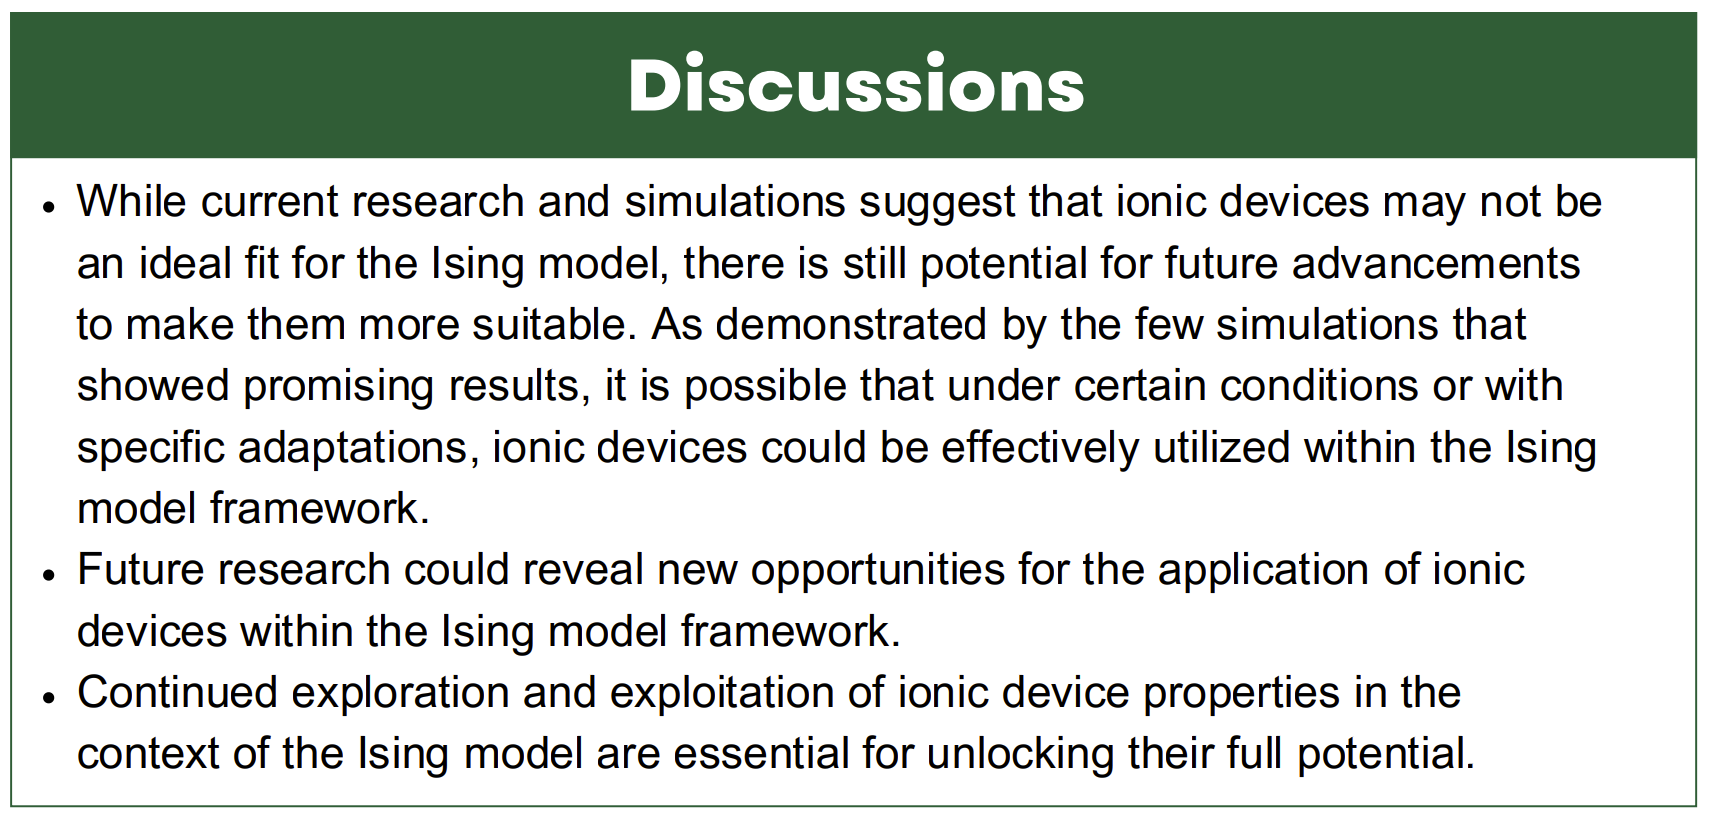 Discussions
• While current research and simulations suggest that ionic devices may not be
an ideal fit for the Ising model, there is still potential for future advancements
to make them more suitable. As demonstrated by the few simulations that
showed promising results, it is possible that under certain conditions or with
specific adaptations, ionic devices could be effectively utilized within the Ising
model framework.
• Future research could reveal new opportunities for the application of ionic
devices within the Ising model framework.
• Continued exploration and exploitation of ionic device properties in the
context of the Ising model are essential for unlocking their full potential.